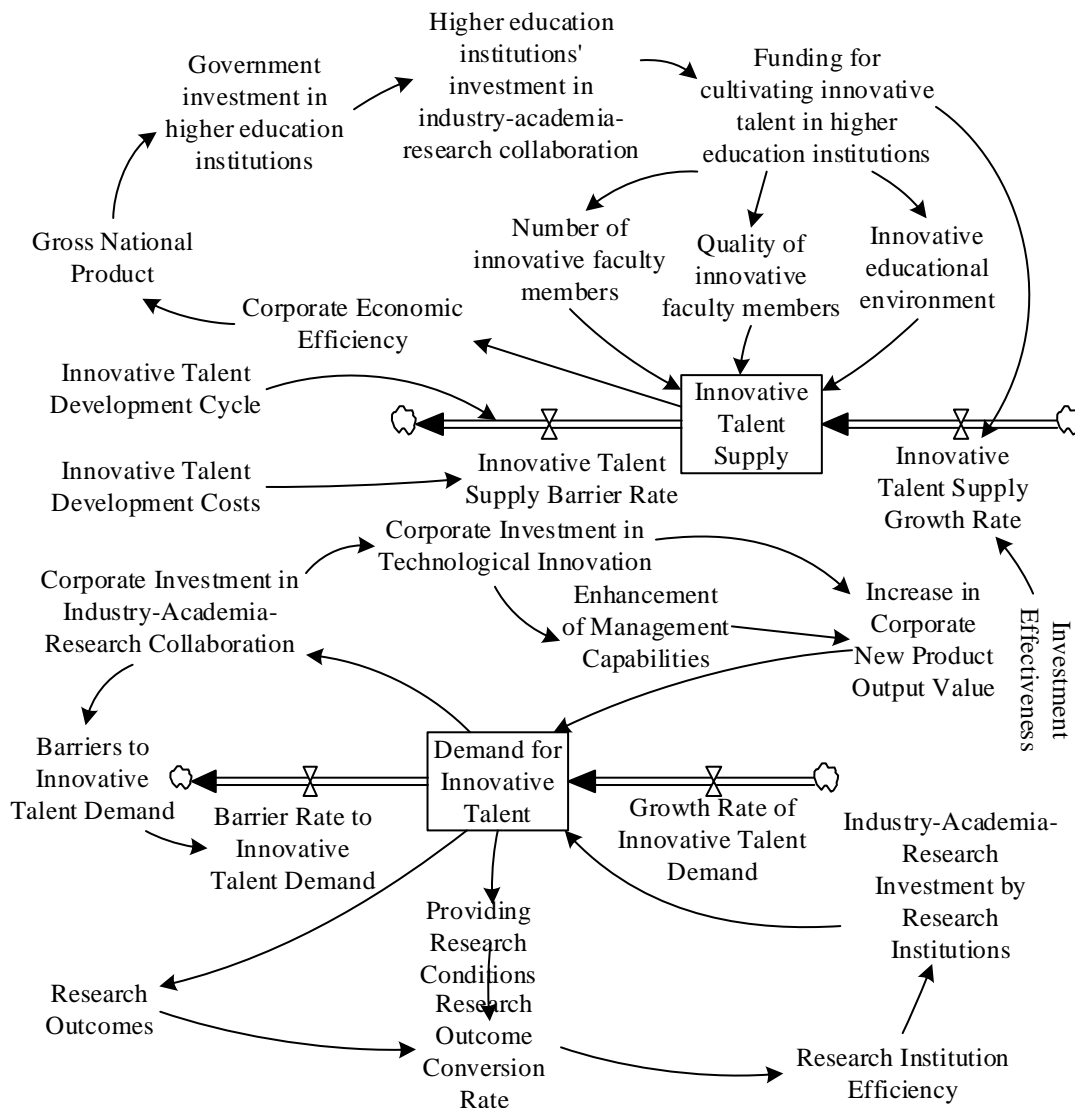 Higher education
institutions'
investment in
industry-academia-
research collaboration
Government
investment in
higher education
institutions
Funding for
cultivating innovative
talent in higher
education institutions
Gross National
Product
Number of
innovative faculty
members
Quality of
innovative
faculty members
Innovative
educational
environment
Corporate Economic
Efficiency
Innovative Talent
Development Cycle
Innovative
Talent
Supply
Innovative Talent
Development Costs
Innovative Talent
Supply Barrier Rate
Innovative
Talent Supply
Growth Rate
Corporate Investment in
Technological Innovation
Corporate Investment in
Industry-Academia-
Research Collaboration
Enhancement
of Management
Capabilities
Increase in
Corporate
New Product
Output Value
Investment
Effectiveness
Barriers to
Innovative
Talent Demand
Demand for
Innovative
Talent
Barrier Rate to
Innovative
Talent Demand
Growth Rate of
Innovative Talent
Demand
Industry-Academia-
Research
Investment by
Research
Institutions
Providing
Research
Conditions
Research
Outcomes
Research
Outcome
Conversion
Rate
Research Institution
Efficiency